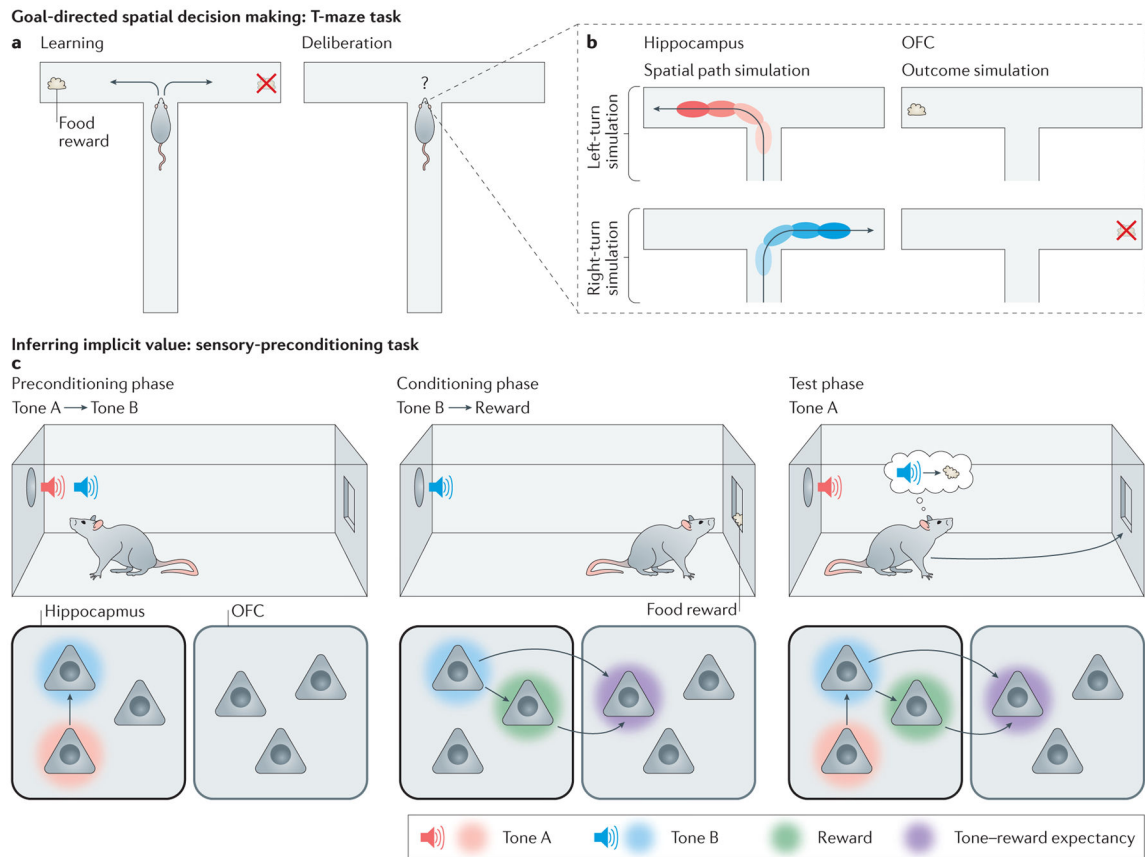 Goal-directed spatial decision making: T-maze task
a Learning
Deliberation
Food
reward
?
b Hippocampus
Spatial path simulation
OFC
Outcome simulation
Left-turn
simulation
Right-turn
simulation
Inferring implicit value: sensory-preconditioning task
c
Preconditioning phase
Tone A → Tone B
Conditioning phase
Tone B → Reward
Test phase
Tone A
Food reward
Hippocapmus
OFC
Tone A
Tone B
Reward
Tone–reward expectancy